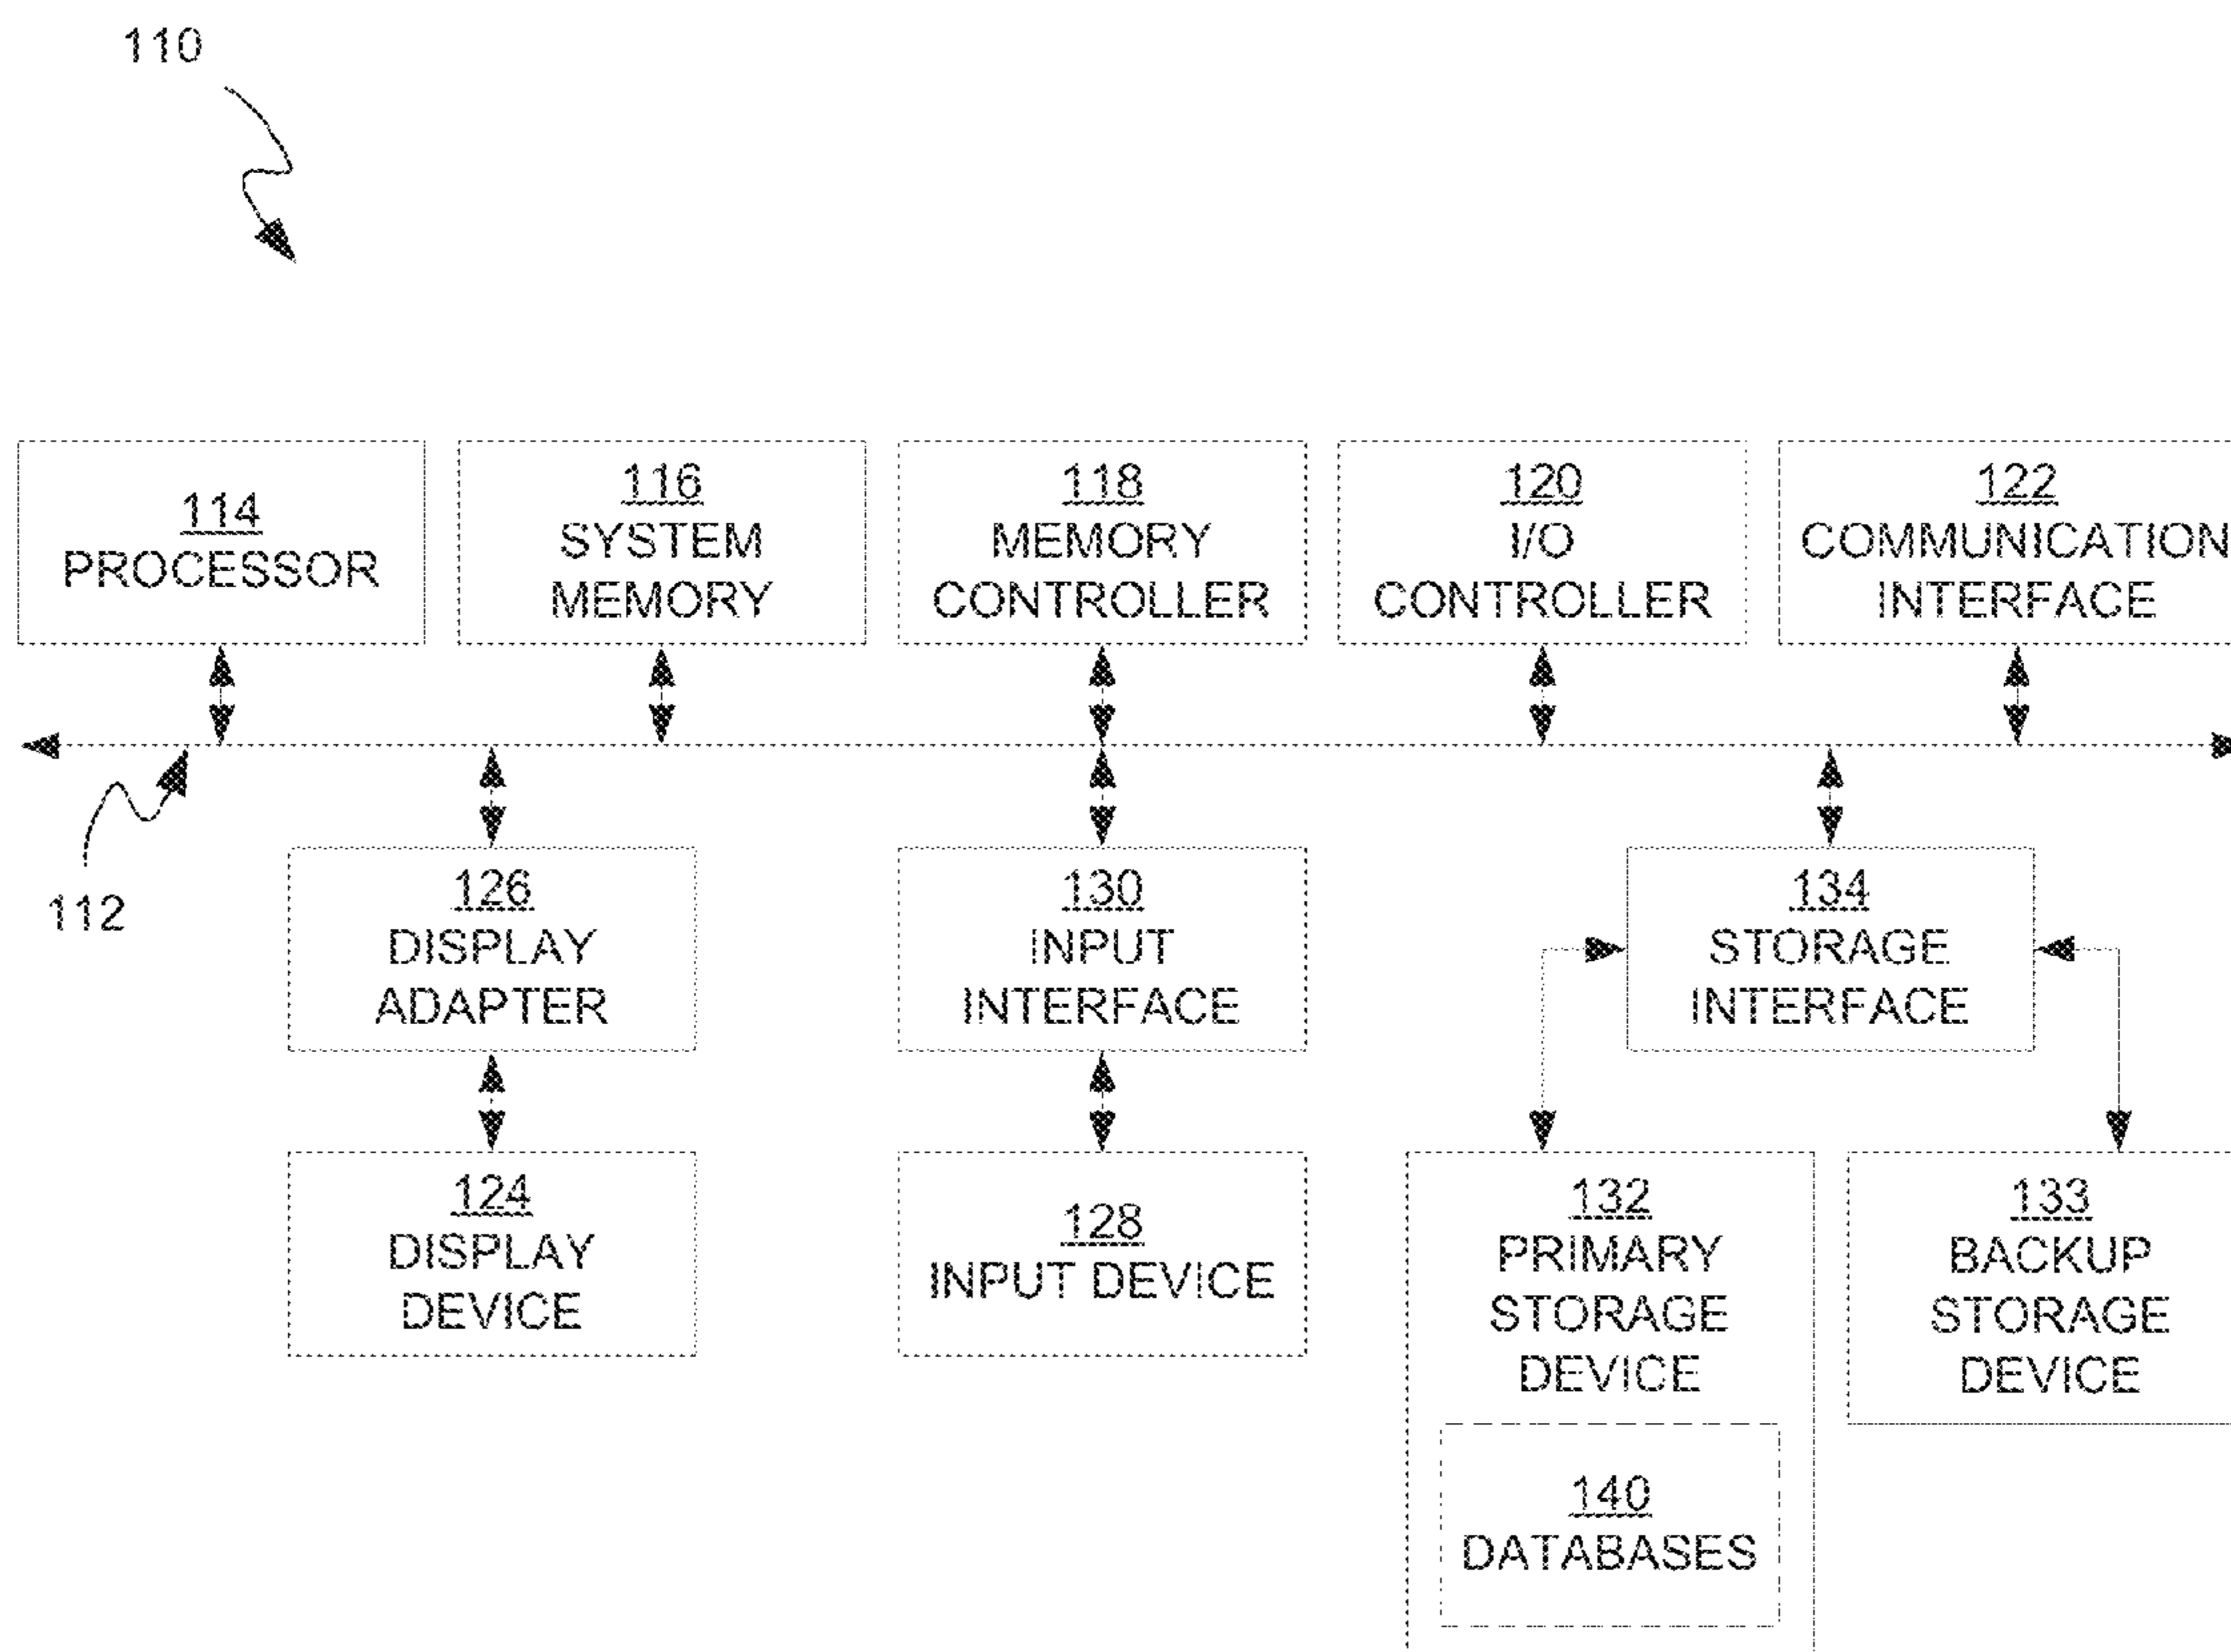 110
114
PROCESSOR
116
SYSTEM
MEMORY
118
MEMORY
CONTROLLER
120
I/O
CONTROLLER
122
COMMUNICATION
INTERFACE
112
126
DISPLAY
ADAPTER
130
INPUT
INTERFACE
134
STORAGE
INTERFACE
124
DISPLAY
DEVICE
128
INPUT DEVICE
132
PRIMARY
STORAGE
DEVICE
133
BACKUP
STORAGE
DEVICE
140
DATABASES